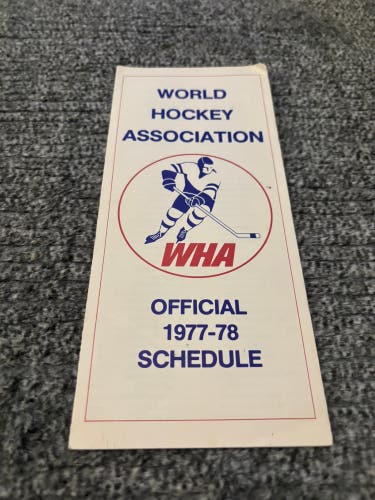 WORLD
HOCKEY
ASSOCIATION
WHA
OFFICIAL
1977-78
SCHEDULE